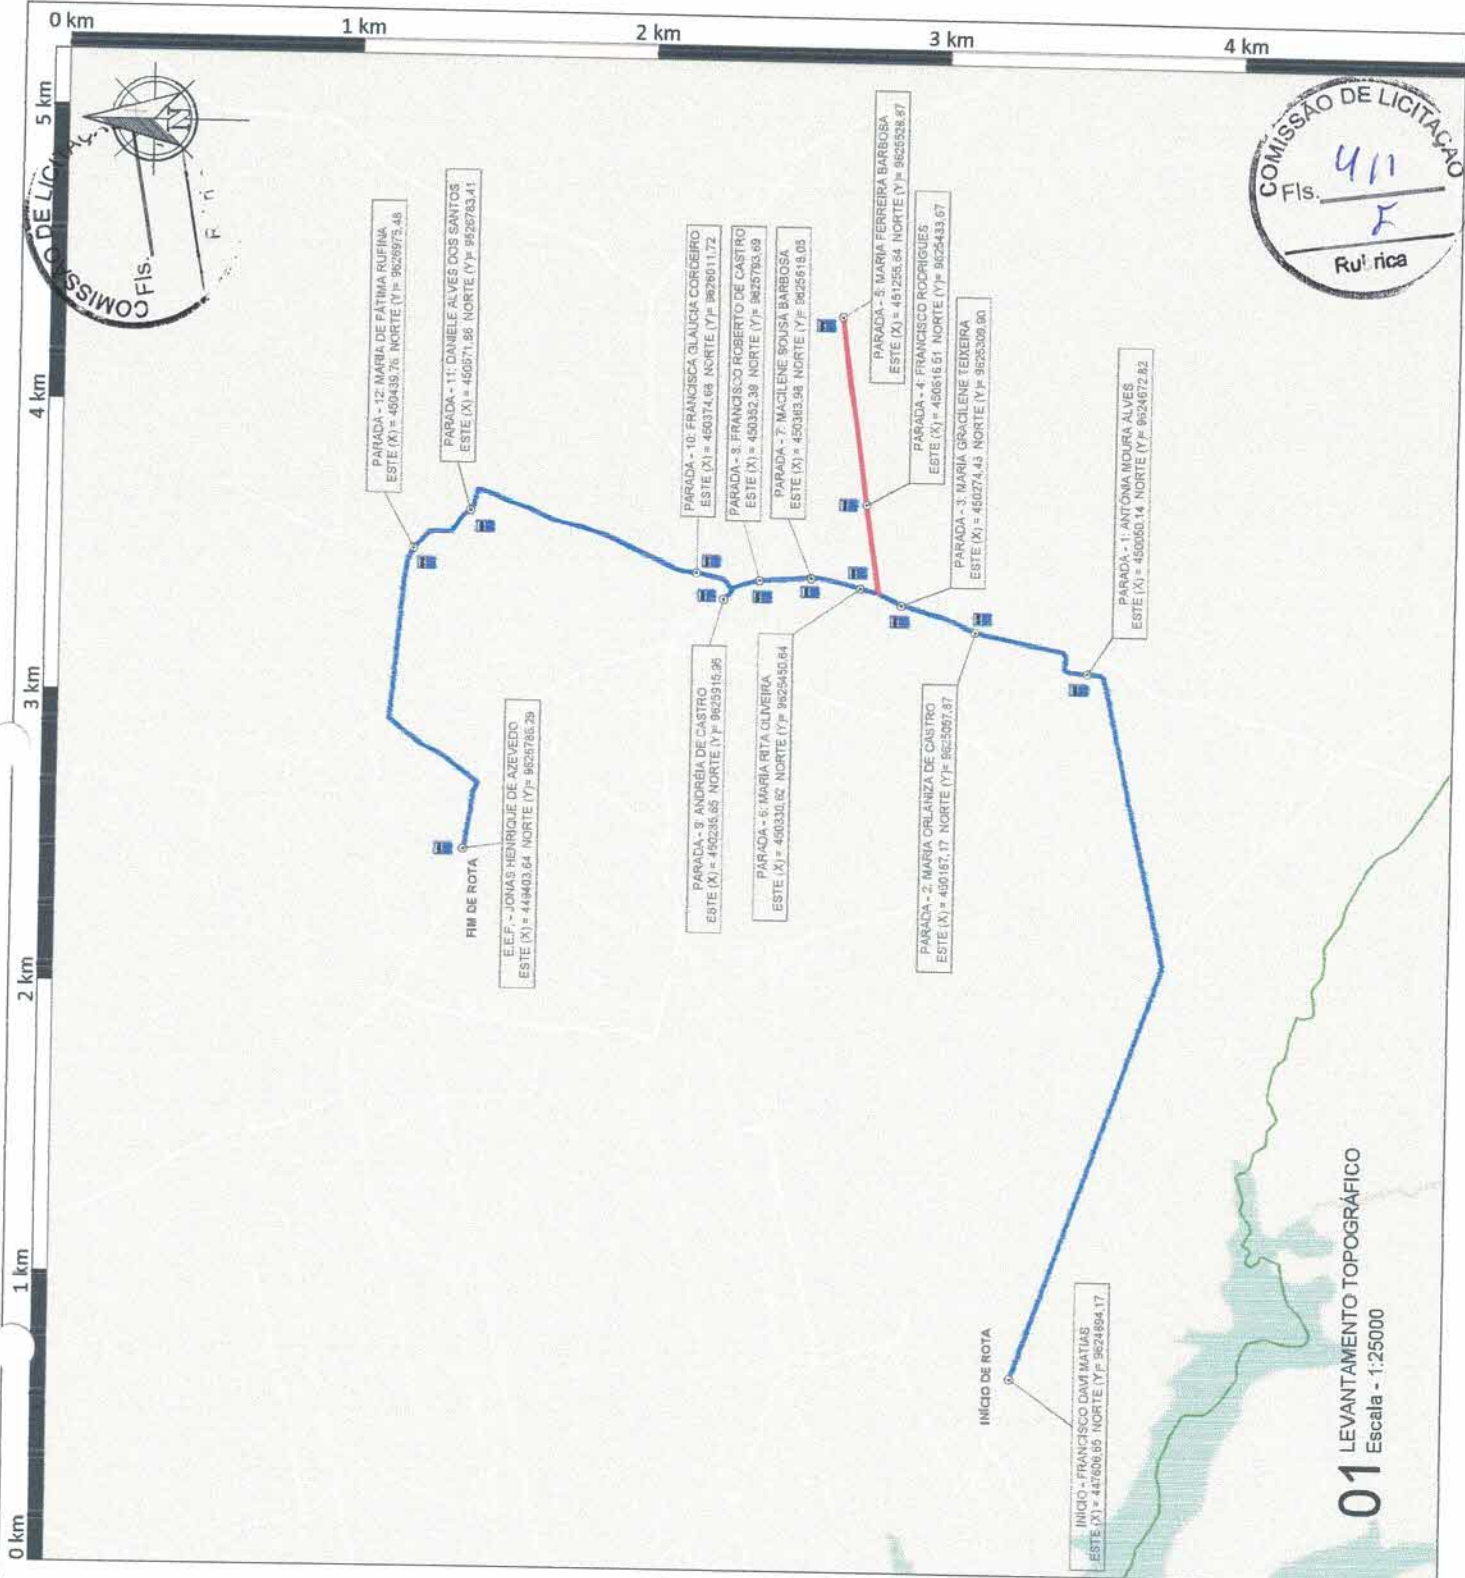 0 km
1 km
2 km
3 km
4 km
5 km
4 km
3 km
2 km
1 km
0 km
N
COMISSÃO DE
Fls.
COMISSÃO DE LICITAÇÃO
Fls.
Rubrica
PARADA - 12: MARIA DE FÁTIMA RUFINA
ESTE (X) = 450439,76 NORTE (Y)= 9626975,48
PARADA - 11: DANIELE ALVES DOS SANTOS
ESTE (X) = 450571,86 NORTE (Y)= 9626783,41
PARADA - 10: FRANCISCA GLAUCIA CORDEIRO
ESTE (X) = 450374,68 NORTE (Y)= 9626011,72
PARADA - 8: FRANCISCO ROBERTO DE CASTRO
ESTE (X) = 450352,39 NORTE (Y)= 9625793,69
PARADA - 7: MACILENE SOUSA BARBOSA
ESTE (X) = 450363,98 NORTE (Y)= 9625618,05
PARADA - 5: MARIA FERREIRA BARBOSA
ESTE (X) = 451256,64 NORTE (Y)= 9625528,87
PARADA - 4: FRANCISCO RODRIGUES
ESTE (X) = 450616,51 NORTE (Y)= 9625433,67
PARADA - 3: MARIA GRACILENE TEIXEIRA
ESTE (X) = 450274,43 NORTE (Y)= 9625309,90
PARADA - 1: ANTÔNIA MOURA ALVES
ESTE (X) = 450050,14 NORTE (Y)= 9624672,82
E.E.F. - JONAS HENRIQUE DE AZEVEDO
ESTE (X) = 449403,64 NORTE (Y)= 9626786,29
FIM DE ROTA
PARADA - 9: ANDRÉIA DE CASTRO
ESTE (X) = 450285,65 NORTE (Y)= 9625915,95
PARADA - 6: MARIA RITA OLIVEIRA
ESTE (X) = 450330,62 NORTE (Y)= 9625450,64
PARADA - 2: MARIA ORLANIZA DE CASTRO
ESTE (X) = 450167,17 NORTE (Y)= 9625057,87
INÍCIO DE ROTA
INÍCIO - FRANCISCO DAVI MATIAS
ESTE (X) = 447606,65 NORTE (Y)= 9624894,17
01 LEVANTAMENTO TOPOGRÁFICO
Escala - 1:25000